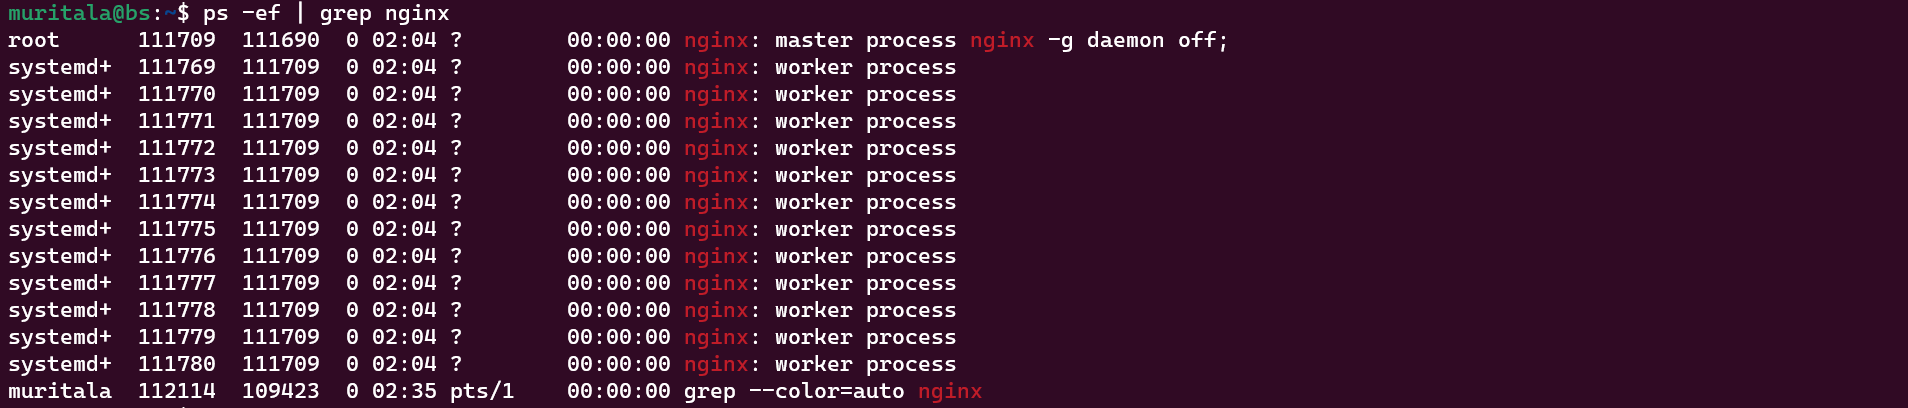 muritala@bs:~$ ps -ef | grep nginx
root      111709  111690  0 02:04 ?        00:00:00 nginx: master process nginx -g daemon off;
systemd+  111769  111709  0 02:04 ?        00:00:00 nginx: worker process
systemd+  111770  111709  0 02:04 ?        00:00:00 nginx: worker process
systemd+  111771  111709  0 02:04 ?        00:00:00 nginx: worker process
systemd+  111772  111709  0 02:04 ?        00:00:00 nginx: worker process
systemd+  111773  111709  0 02:04 ?        00:00:00 nginx: worker process
systemd+  111774  111709  0 02:04 ?        00:00:00 nginx: worker process
systemd+  111775  111709  0 02:04 ?        00:00:00 nginx: worker process
systemd+  111776  111709  0 02:04 ?        00:00:00 nginx: worker process
systemd+  111777  111709  0 02:04 ?        00:00:00 nginx: worker process
systemd+  111778  111709  0 02:04 ?        00:00:00 nginx: worker process
systemd+  111779  111709  0 02:04 ?        00:00:00 nginx: worker process
systemd+  111780  111709  0 02:04 ?        00:00:00 nginx: worker process
muritala  112114  109423  0 02:35 pts/1    00:00:00 grep --color=auto nginx